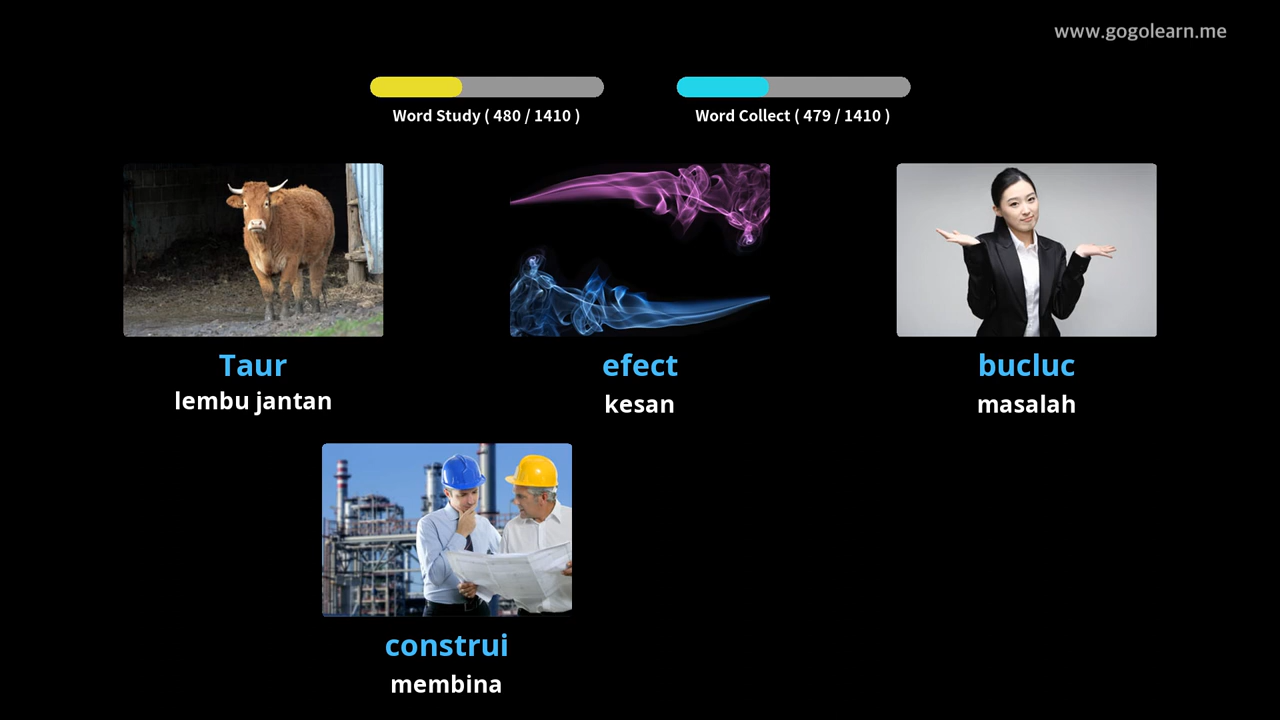 www.gogolearn.me
Word Study ( 480 / 1410 )
Word Collect ( 479 / 1410 )
Taur
lembu jantan
efect
kesan
bucluc
masalah
construi
membina